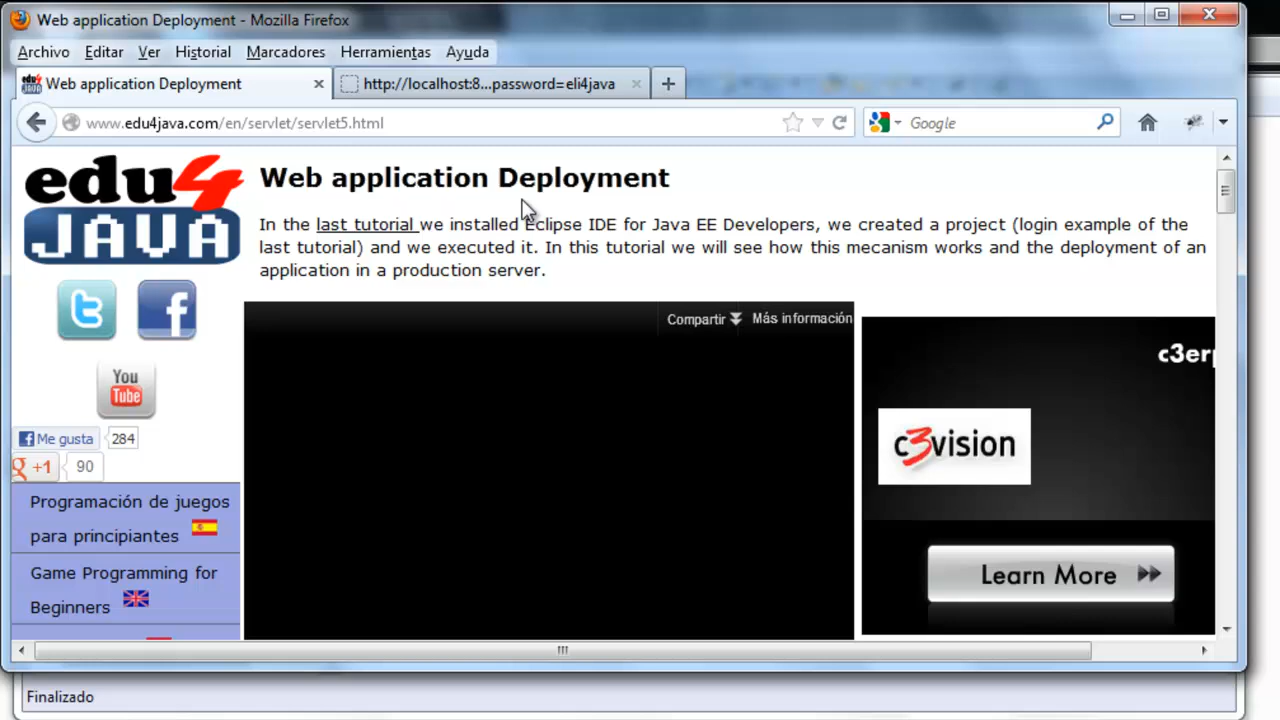 Web application Deployment - Mozilla Firefox
Archivo Editar Ver Historial Marcadores Herramientas Ayuda
Web application Deployment http://localhost:8...password=eli4java
www.edu4java.com/en/servlet/servlet5.html Google
edu4
JAVA
Web application Deployment
In the last tutorial we installed Eclipse IDE for Java EE Developers, we created a project (login example of the
last tutorial) and we executed it. In this tutorial we will see how this mecanism works and the deployment of an
application in a production server.
Compartir Más información
You
Tube
Me gusta 284
+1 90
Programación de juegos
para principiantes
Game Programming for
Beginners
c3erp
c3vision
Learn More
Finalizado